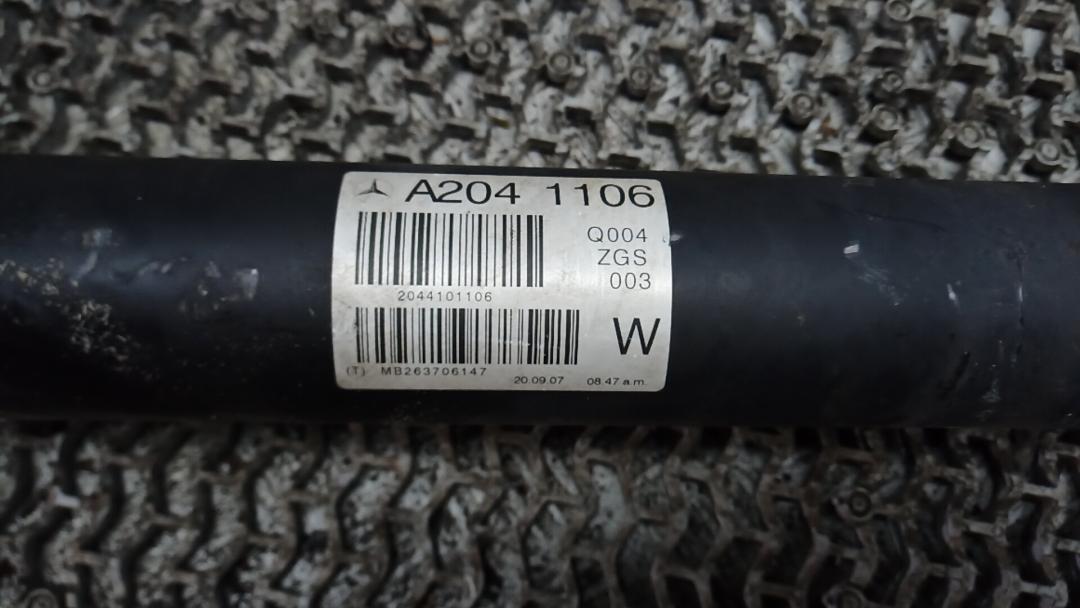 A204 1106
Q004
ZGS
003
2044101106
W
(T) MB263706147
20.09.07 08.47 a.m.